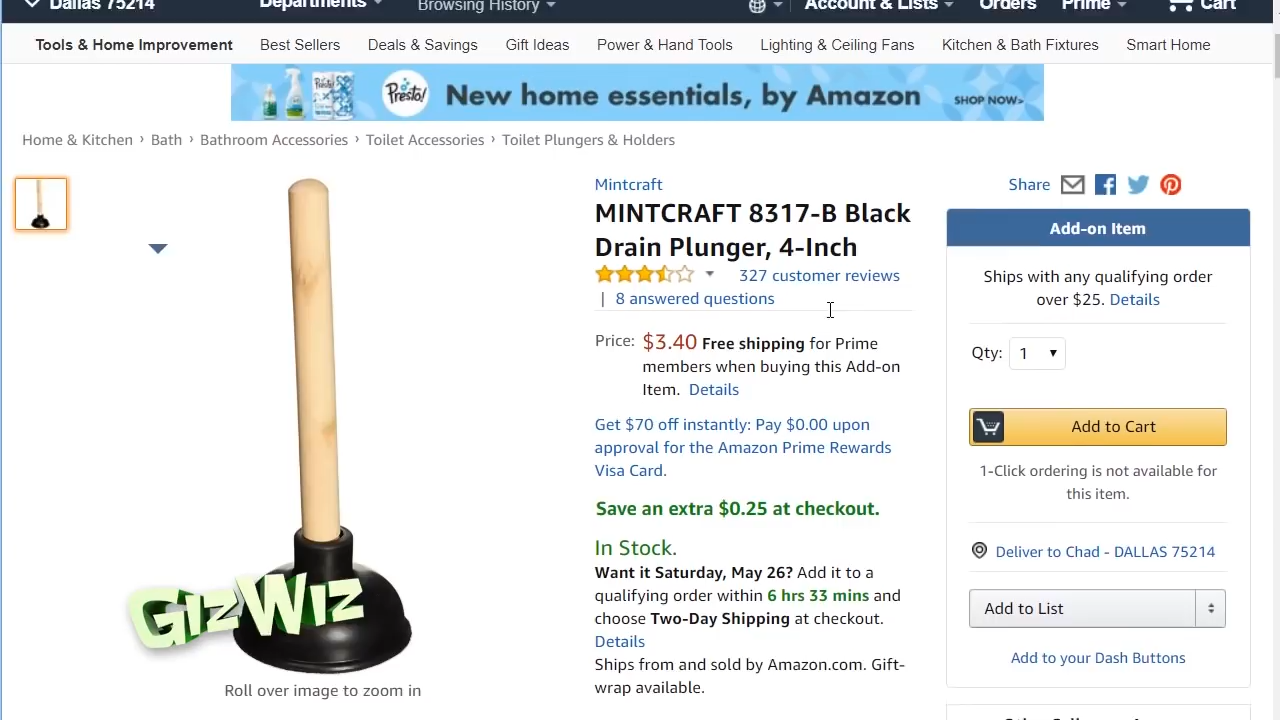 Dallas 75214
Departments
Browsing History
Account & Lists
Orders
Prime
Cart
Tools & Home Improvement
Best Sellers
Deals & Savings
Gift Ideas
Power & Hand Tools
Lighting & Ceiling Fans
Kitchen & Bath Fixtures
Smart Home
Presto!
New home essentials, by Amazon
SHOP NOW>
Home & Kitchen › Bath › Bathroom Accessories › Toilet Accessories › Toilet Plungers & Holders
Mintcraft
MINTCRAFT 8317-B Black
Drain Plunger, 4-Inch
327 customer reviews
| 8 answered questions
Price: $3.40 Free shipping for Prime
members when buying this Add-on
Item. Details
Get $70 off instantly: Pay $0.00 upon
approval for the Amazon Prime Rewards
Visa Card.
Save an extra $0.25 at checkout.
In Stock.
Want it Saturday, May 26? Add it to a
qualifying order within 6 hrs 33 mins and
choose Two-Day Shipping at checkout.
Details
Ships from and sold by Amazon.com. Gift-
wrap available.
GizWiz
Roll over image to zoom in
Share
Add-on Item
Ships with any qualifying order
over $25. Details
Qty: 1
Add to Cart
1-Click ordering is not available for
this item.
Deliver to Chad - DALLAS 75214
Add to List
Add to your Dash Buttons